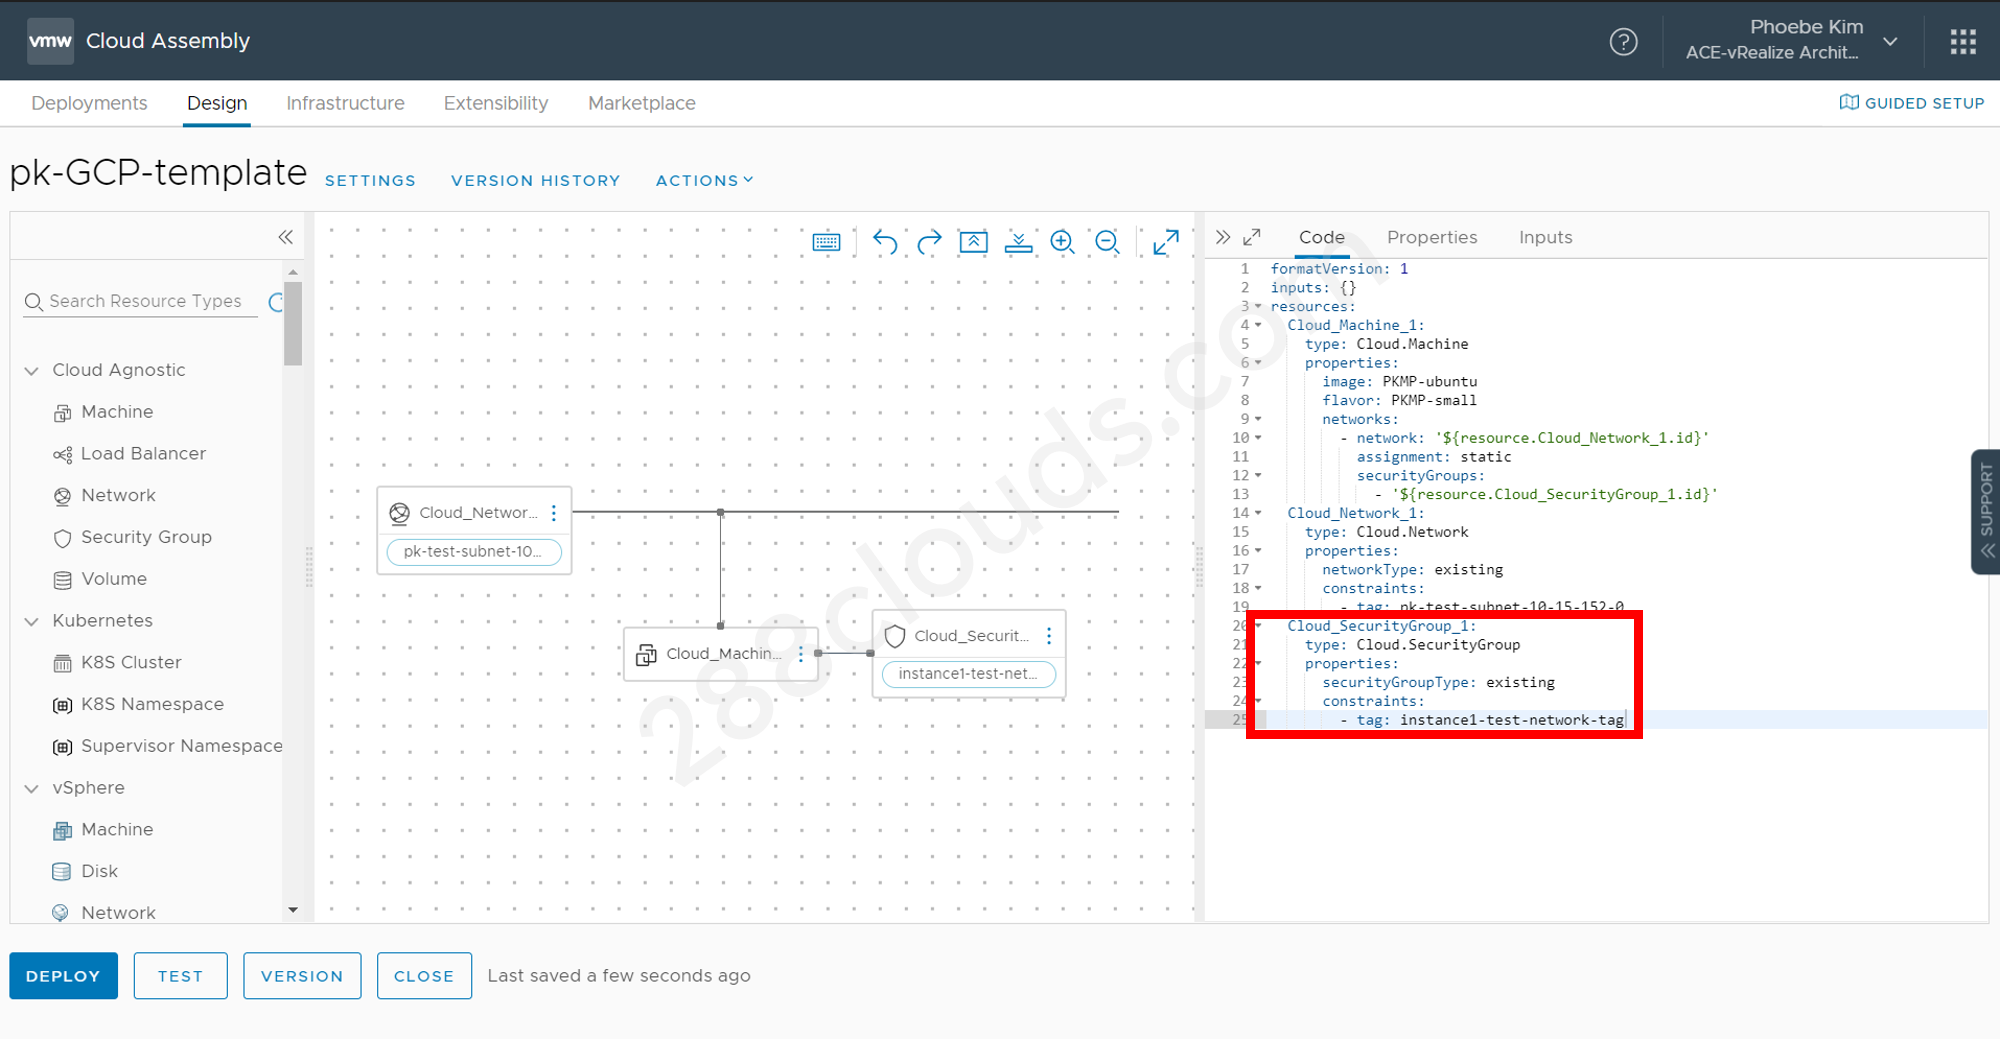 vmw Cloud Assembly
Phoebe Kim
ACE-vRealize Archit...
Deployments Design Infrastructure Extensibility Marketplace
GUIDED SETUP
pk-GCP-template SETTINGS VERSION HISTORY ACTIONS
Search Resource Types
Cloud Agnostic
Machine
Load Balancer
Network
Security Group
Volume
Kubernetes
K8S Cluster
K8S Namespace
Supervisor Namespace
vSphere
Machine
Disk
Network
Cloud_Networ...
pk-test-subnet-10...
Cloud_Machin...
Cloud_Securit...
instance1-test-net...
288clouds.com
Code Properties Inputs
1 formatVersion: 1
2 inputs: {}
3 resources:
4 Cloud_Machine_1:
5 type: Cloud.Machine
6 properties:
7 image: PKMP-ubuntu
8 flavor: PKMP-small
9 networks:
10 - network: '${resource.Cloud_Network_1.id}'
11 assignment: static
12 securityGroups:
13 - '${resource.Cloud_SecurityGroup_1.id}'
14 Cloud_Network_1:
15 type: Cloud.Network
16 properties:
17 networkType: existing
18 constraints:
19 - tag: pk-test-subnet-10-15-152-0
20 Cloud_SecurityGroup_1:
21 type: Cloud.SecurityGroup
22 properties:
23 securityGroupType: existing
24 constraints:
25 - tag: instance1-test-network-tag
SUPPORT
DEPLOY TEST VERSION CLOSE Last saved a few seconds ago